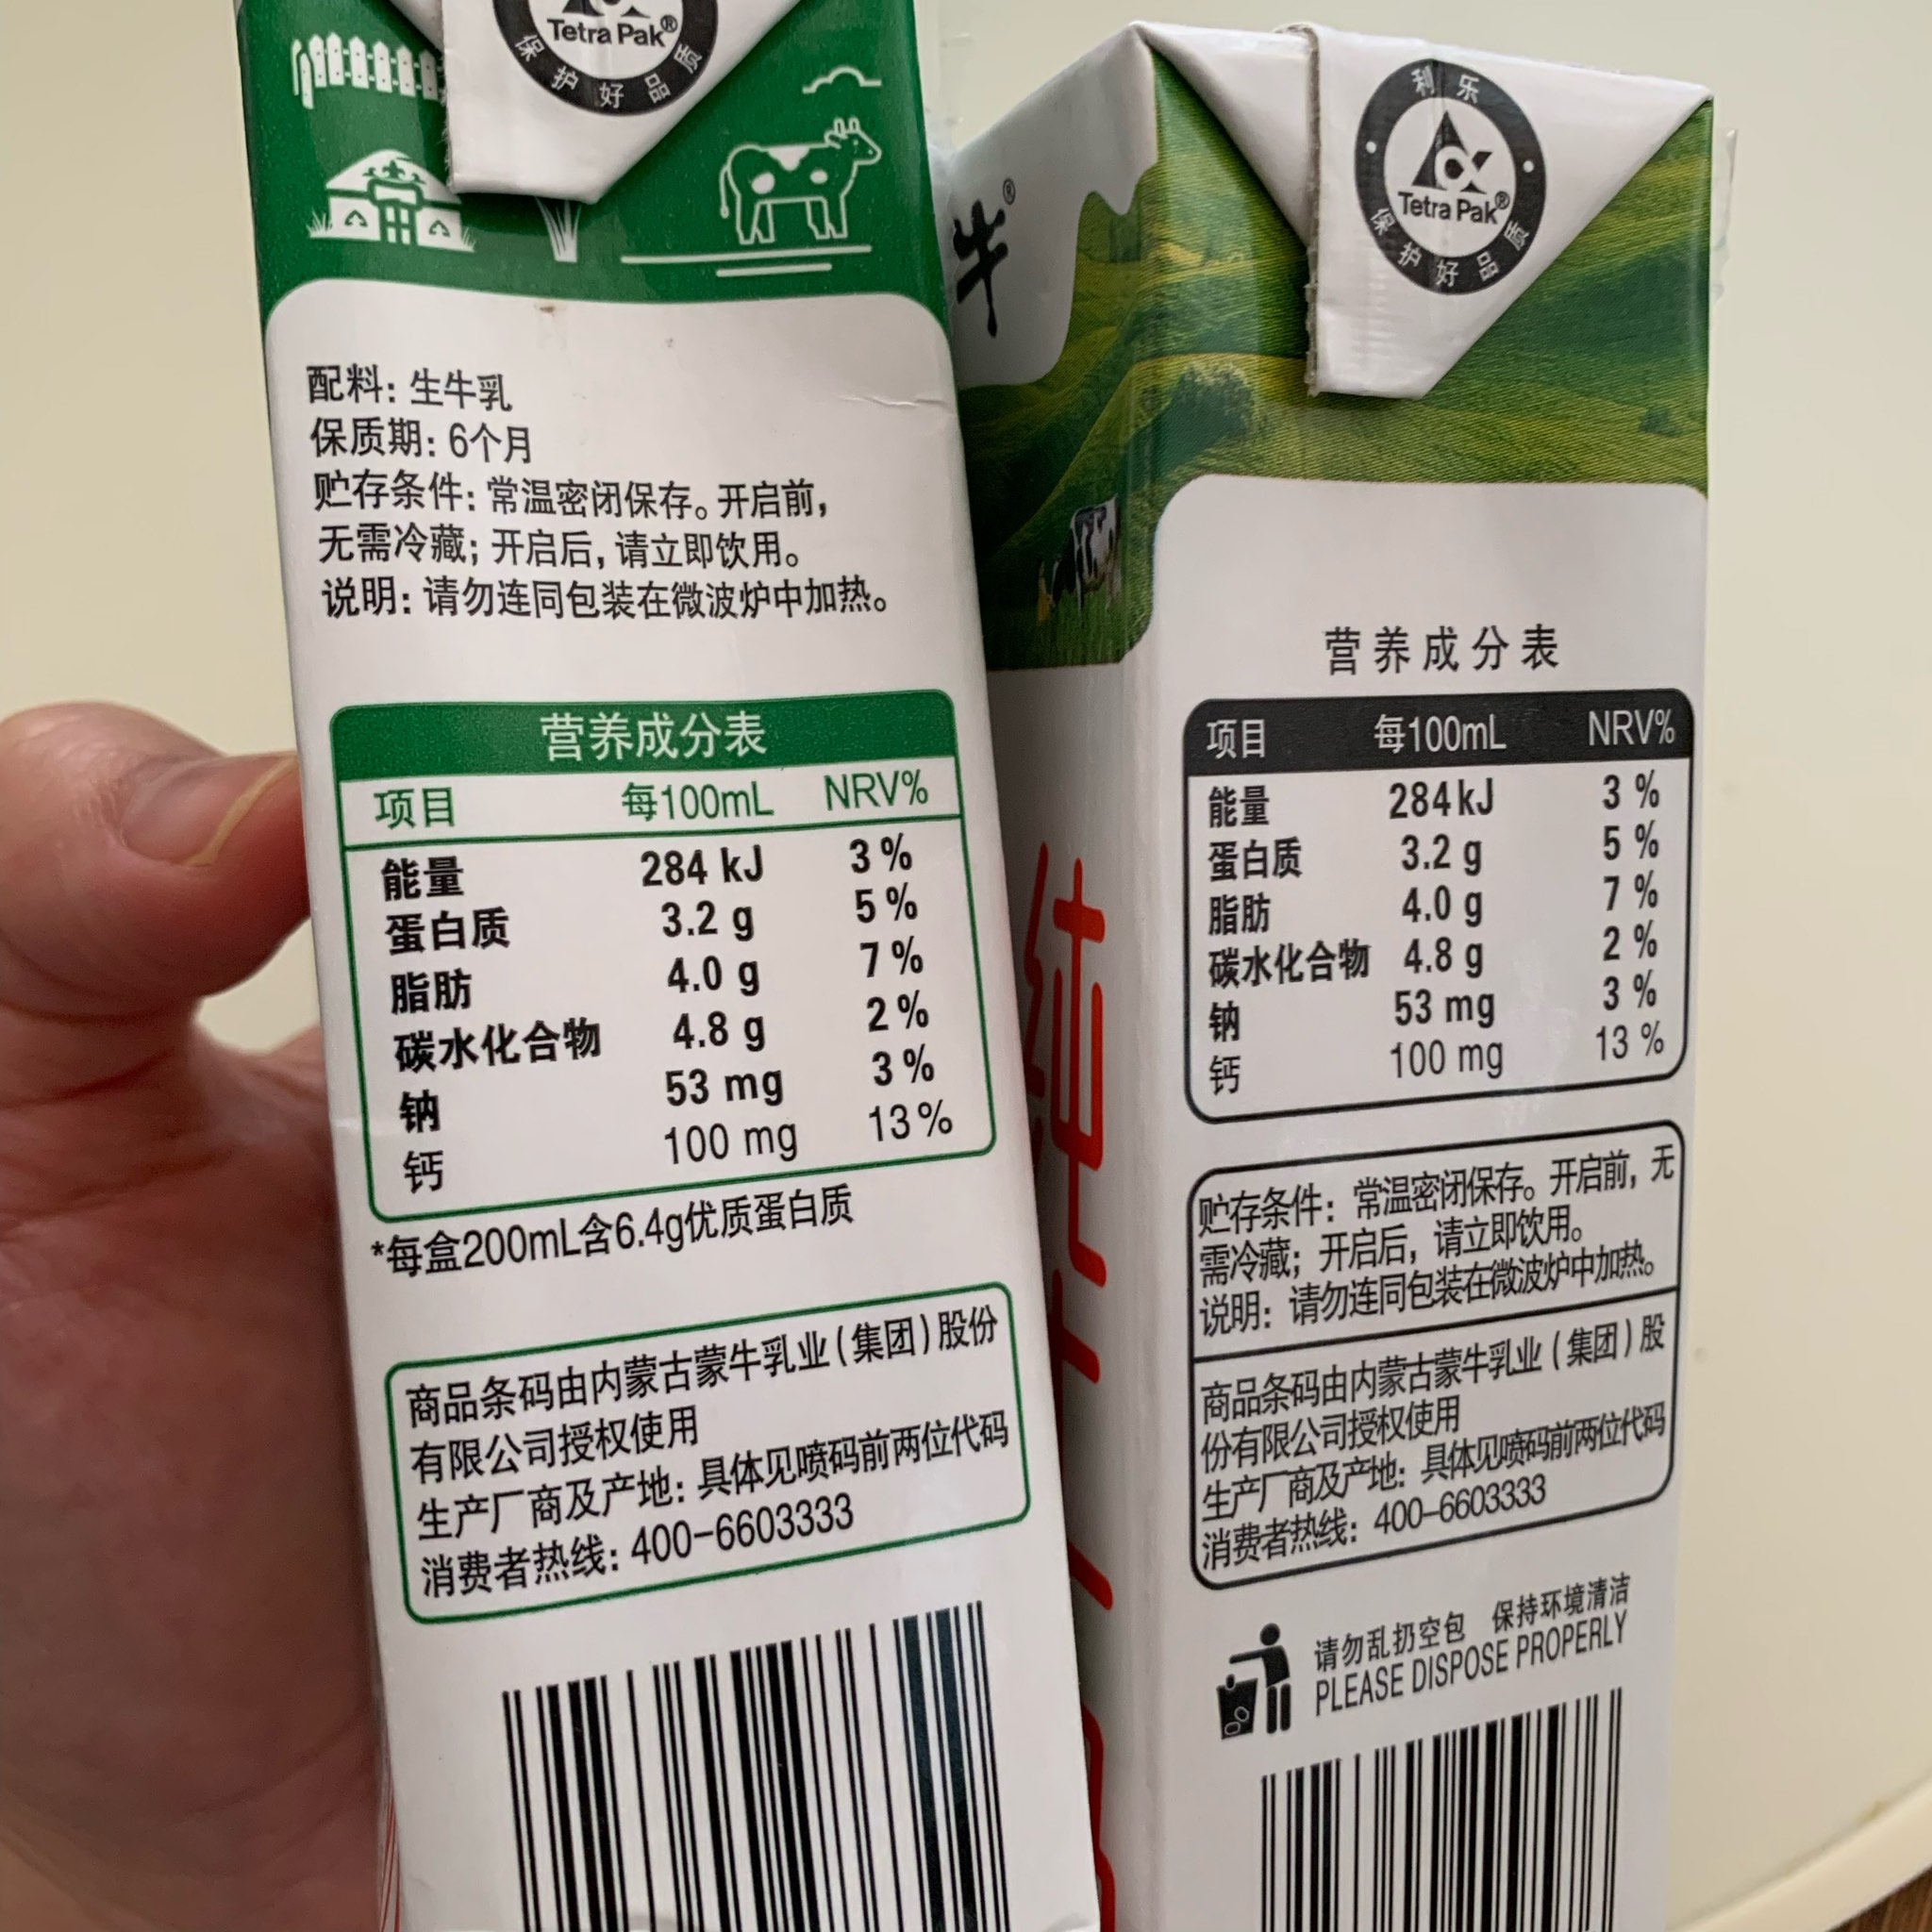 Tetra Pak®
保护好品质
配料: 生牛乳
保质期: 6个月
贮存条件: 常温密闭保存。开启前,
无需冷藏; 开启后, 请立即饮用。
说明: 请勿连同包装在微波炉中加热。
营养成分表
项目 每100mL NRV%
能量 284 kJ 3%
蛋白质 3.2 g 5%
脂肪 4.0 g 7%
碳水化合物 4.8 g 2%
钠 53 mg 3%
钙 100 mg 13%
*每盒200mL含6.4g优质蛋白质
商品条码由内蒙古蒙牛乳业(集团)股份
有限公司授权使用
生产厂商及产地: 具体见喷码前两位代码
消费者热线: 400-6603333
牛®
纯
利乐
Tetra Pak®
保护好品质
营养成分表
项目 每100mL NRV%
能量 284kJ 3%
蛋白质 3.2 g 5%
脂肪 4.0 g 7%
碳水化合物 4.8 g 2%
钠 53 mg 3%
钙 100 mg 13%
贮存条件: 常温密闭保存。开启前, 无
需冷藏; 开启后, 请立即饮用。
说明: 请勿连同包装在微波炉中加热。
商品条码由内蒙古蒙牛乳业(集团)股
份有限公司授权使用
生产厂商及产地: 具体见喷码前两位代码
消费者热线: 400-6603333
请勿乱扔空包 保持环境清洁
PLEASE DISPOSE PROPERLY